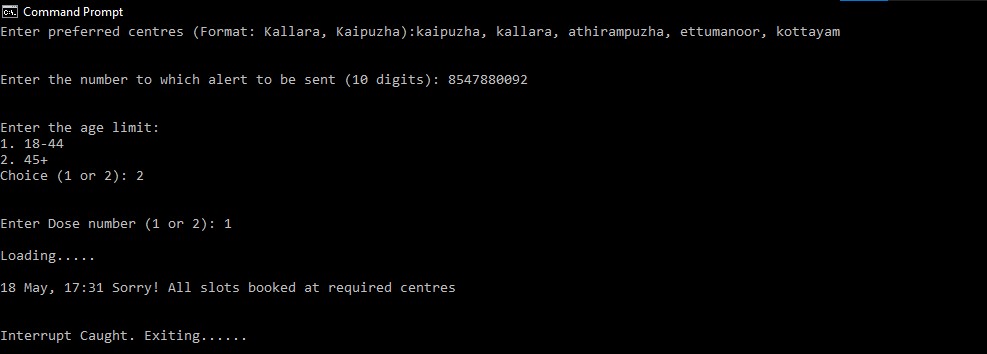 Command Prompt
Enter preferred centres (Format: Kallara, Kaipuzha):kaipuzha, kallara, athirampuzha, ettumanoor, kottayam
Enter the number to which alert to be sent (10 digits): 8547880092
Enter the age limit:
1. 18-44
2. 45+
Choice (1 or 2): 2
Enter Dose number (1 or 2): 1
Loading.....
18 May, 17:31 Sorry! All slots booked at required centres
Interrupt Caught. Exiting......